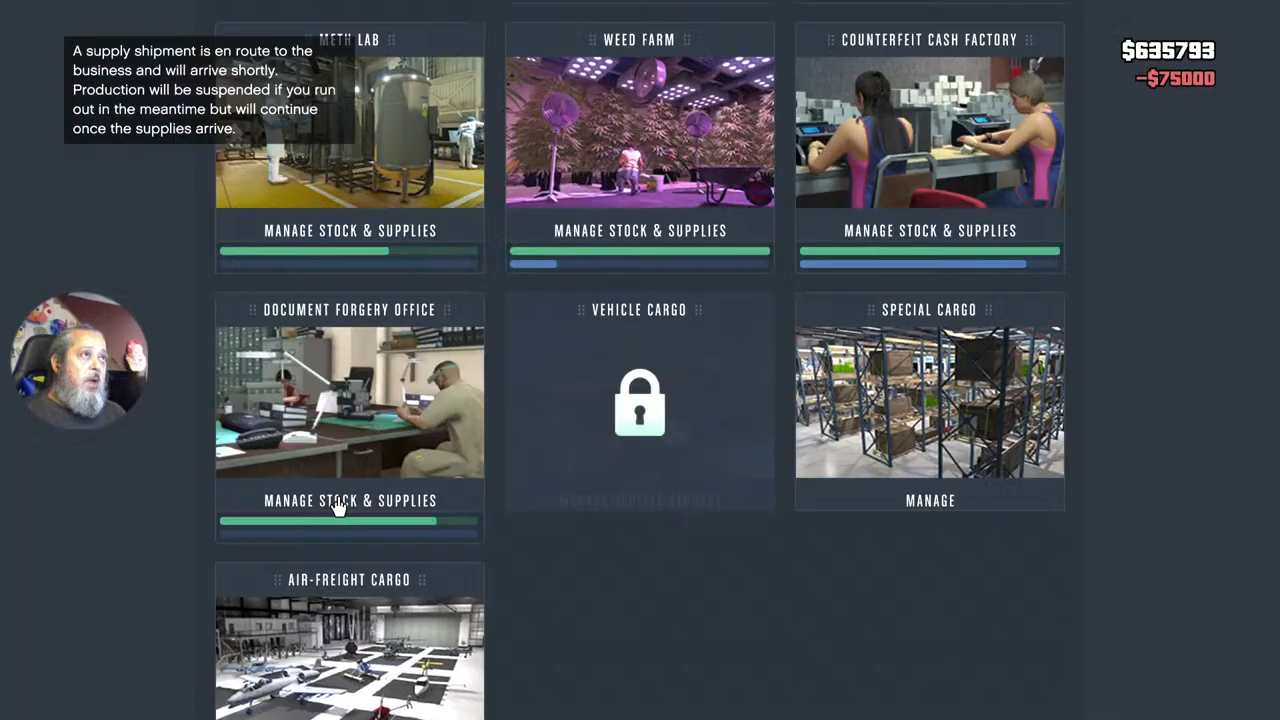 METH LAB
WEED FARM
COUNTERFEIT CASH FACTORY
A supply shipment is en route to the
business and will arrive shortly.
Production will be suspended if you run
out in the meantime but will continue
once the supplies arrive.
$635793
-$75000
MANAGE STOCK & SUPPLIES
MANAGE STOCK & SUPPLIES
MANAGE STOCK & SUPPLIES
DOCUMENT FORGERY OFFICE
VEHICLE CARGO
SPECIAL CARGO
MANAGE STOCK & SUPPLIES
MANAGE
AIR-FREIGHT CARGO